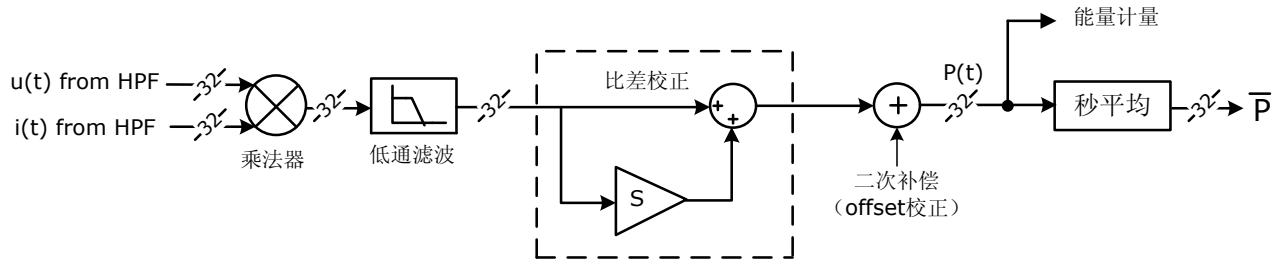 能量计量
u(t) from HPF
32
i(t) from HPF
32
乘法器
32
低通滤波
32
比差校正
+
+
S
+
二次补偿
（offset校正）
P(t)
32
秒平均
32
P̅